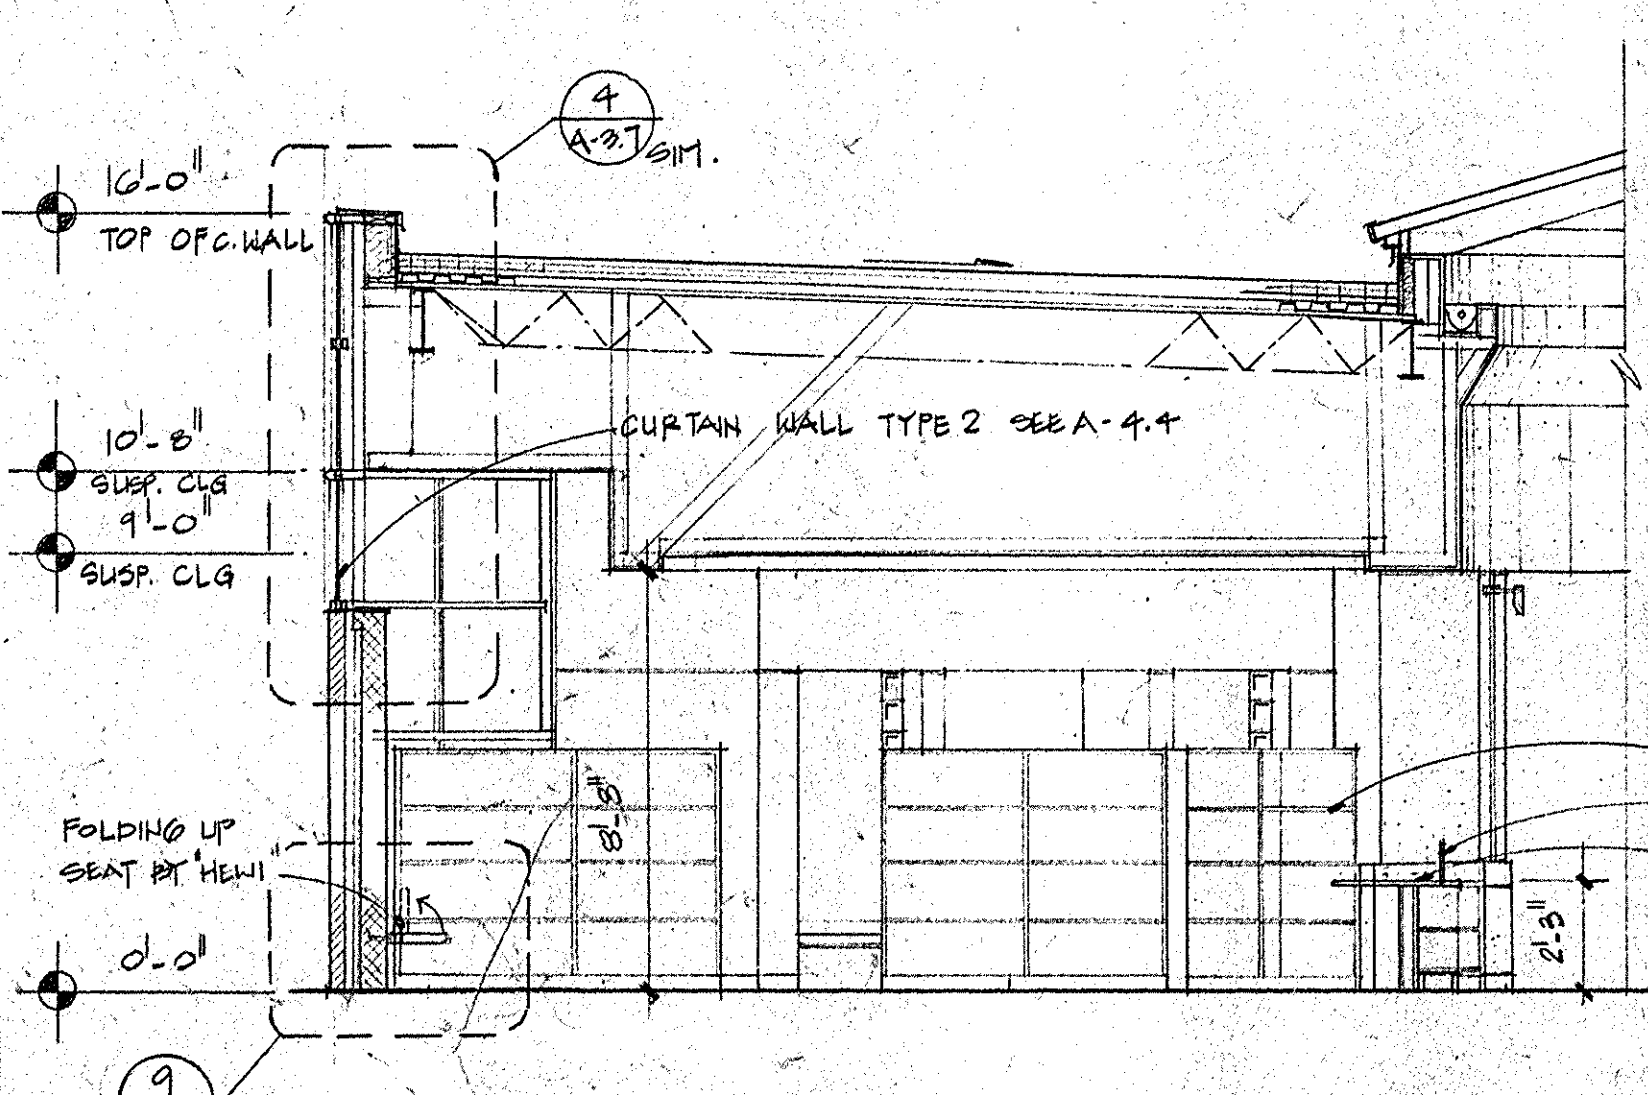 4
A-3.7 SIM.
16'-0"
TOP OF C. WALL
CURTAIN WALL TYPE 2 SEE A-4.4
10'-8"
SUSP. CLG
9'-0"
SUSP. CLG
8'-8"
FOLDING UP
SEAT BY "HEWI"
2'-3"
0'-0"
9